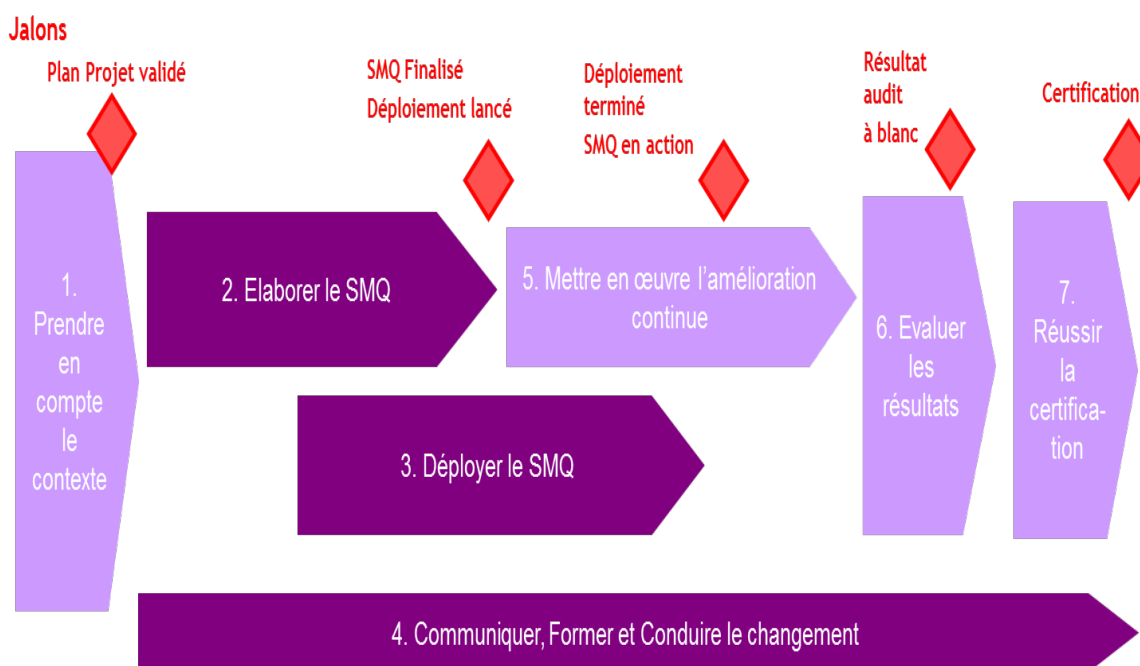 Jalons
Plan Projet validé
SMQ Finalisé
Déploiement lancé
Déploiement
terminé
SMQ en action
Résultat
audit
à blanc
Certification
1.
Prendre
en
compte
le
contexte
2. Elaborer le SMQ
5. Mettre en œuvre l’amélioration
continue
6. Evaluer
les
résultats
7.
Réussir
la
certifica-
tion
3. Déployer le SMQ
4. Communiquer, Former et Conduire le changement